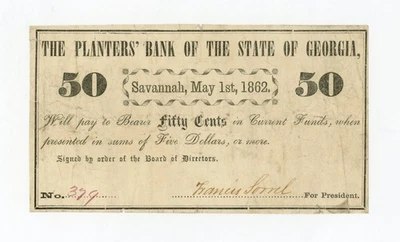 THE PLANTERS' BANK OF THE STATE OF GEORGIA,
50 Savannah, May 1st, 1862. 50
Will pay to Bearer Fifty Cents in Current Funds, when
presented in sums of Five Dollars, or more.
Signed by order of the Board of Directors.
No. 329 Francis Sorrel For President.